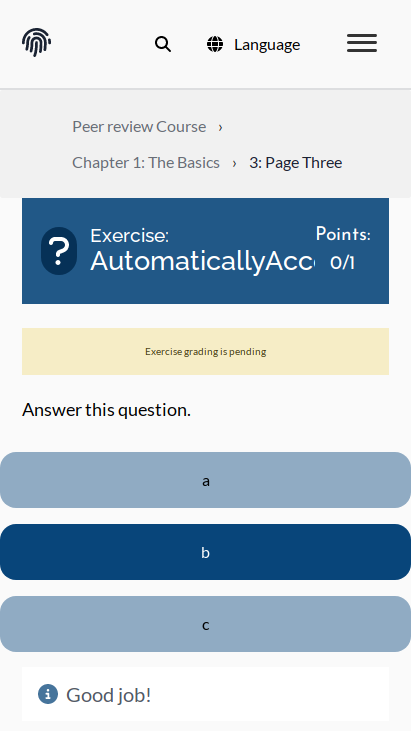 Language
Peer review Course ›
Chapter 1: The Basics › 3: Page Three
Exercise:
Points:
AutomaticallyAcc
0/1
Exercise grading is pending
Answer this question.
a
b
c
Good job!